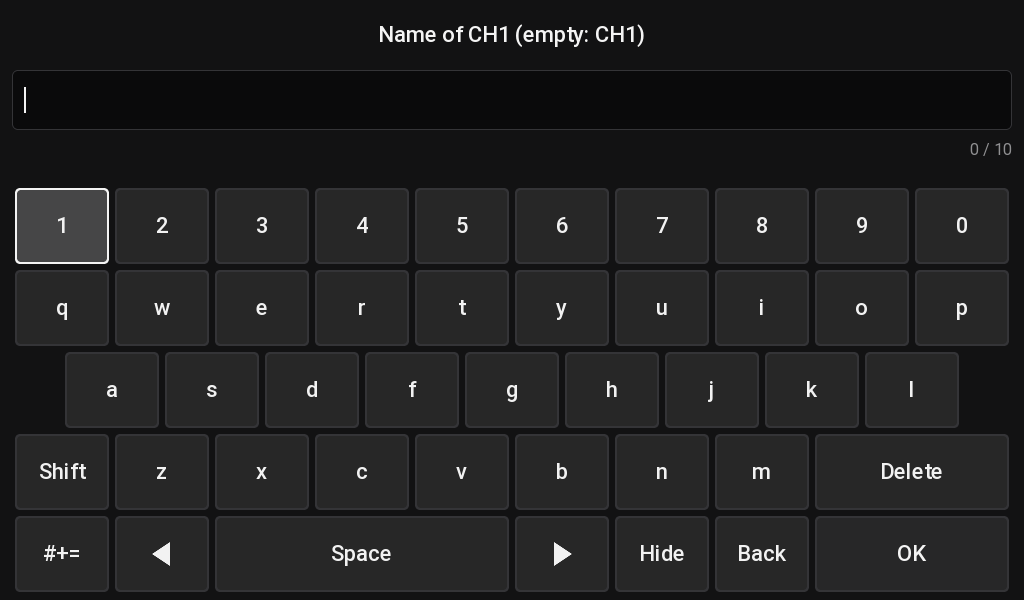 Name of CH1 (empty: CH1)
0 / 10
1 2 3 4 5 6 7 8 9 0
q w e r t y u i o p
a s d f g h j k l
Shift z x c v b n m Delete
#+= Space Hide Back OK